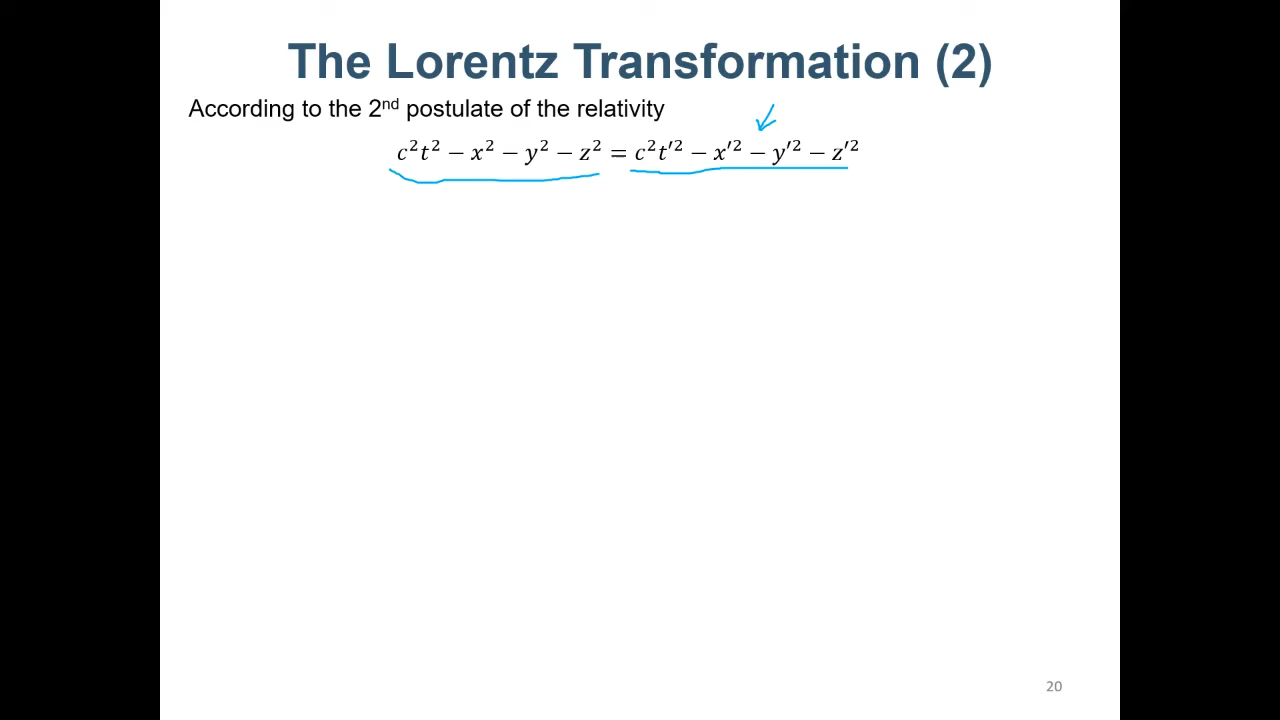 The Lorentz Transformation (2)
According to the 2nd postulate of the relativity
c²t² − x² − y² − z² = c²t′² − x′² − y′² − z′²
20